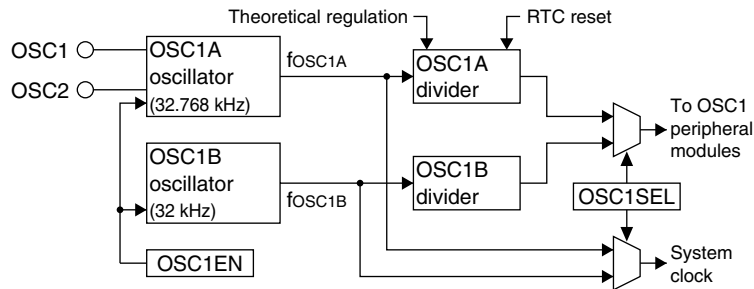 Theoretical regulation
RTC reset
OSC1
OSC2
OSC1A
oscillator
(32.768 kHz)
fOSC1A
OSC1A
divider
To OSC1
peripheral
modules
OSC1B
oscillator
(32 kHz)
fOSC1B
OSC1B
divider
OSC1SEL
OSC1EN
System
clock